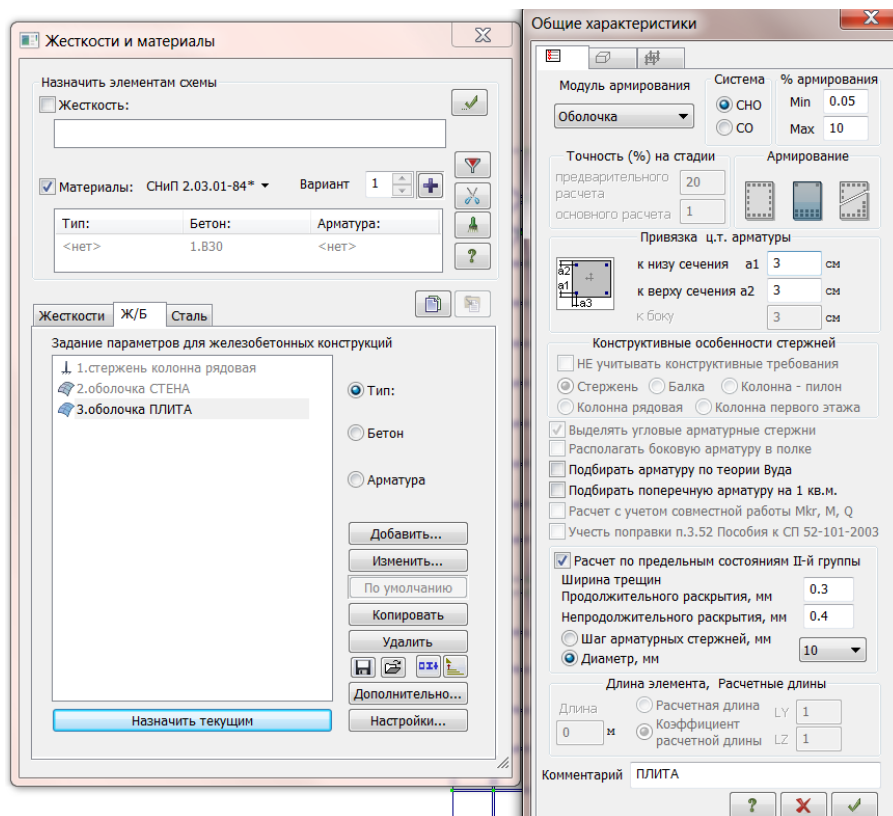 Жесткости и материалы
Назначить элементам схемы
Жесткость:
Материалы: СНиП 2.03.01-84* Вариант 1
Тип: Бетон: Арматура:
<нет> 1.B30 <нет>
?
Жесткости Ж/Б Сталь
Задание параметров для железобетонных конструкций
1.стержень колонна рядовая
2.оболочка СТЕНА
3.оболочка ПЛИТА
Тип:
Бетон
Арматура
Добавить...
Изменить...
По умолчанию
Копировать
Удалить
Дополнительно...
Назначить текущим
Настройки...
Общие характеристики
Модуль армирования
Оболочка
Система
СНО
СО
% армирования
Min 0.05
Max 10
Точность (%) на стадии
предварительного расчета 20
основного расчета 1
Армирование
Привязка ц.т. арматуры
a2
a1
a3
к низу сечения a1 3 см
к верху сечения a2 3 см
к боку 3 см
Конструктивные особенности стержней
НЕ учитывать конструктивные требования
Стержень Балка Колонна - пилон
Колонна рядовая Колонна первого этажа
Выделять угловые арматурные стержни
Располагать боковую арматуру в полке
Подбирать арматуру по теории Вуда
Подбирать поперечную арматуру на 1 кв.м.
Расчет с учетом совместной работы Mkr, M, Q
Учесть поправки п.3.52 Пособия к СП 52-101-2003
Расчет по предельным состояниям II-й группы
Ширина трещин
Продолжительного раскрытия, мм 0.3
Непродолжительного раскрытия, мм 0.4
Шаг арматурных стержней, мм
Диаметр, мм 10
Длина элемента, Расчетные длины
Длина
0 м
Расчетная длина LY 1
Коэффициент расчетной длины LZ 1
Комментарий ПЛИТА
?